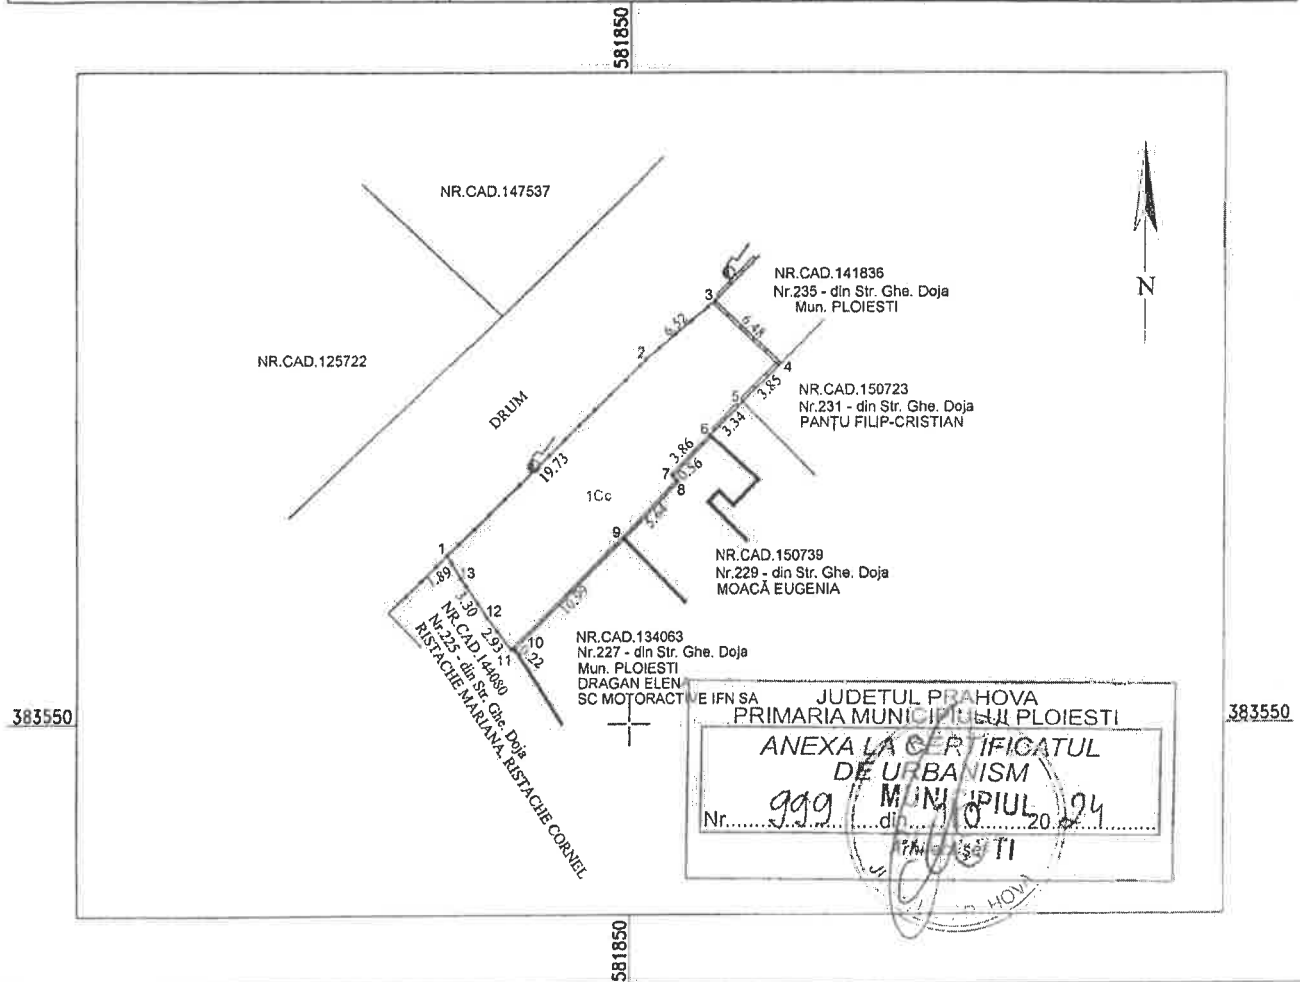 581850
NR.CAD.147537
NR.CAD.141836
Nr.235 - din Str. Ghe. Doja
Mun. PLOIESTI
N
NR.CAD.125722
DRUM
3
6.52
6.48
2
4
3.85
NR.CAD.150723
Nr.231 - din Str. Ghe. Doja
PANȚU FILIP-CRISTIAN
5
3.34
6
3.86
7
0.56
8
19.73
1Cc
5.64
9
NR.CAD.150739
Nr.229 - din Str. Ghe. Doja
MOACĂ EUGENIA
1
1.89
13
3.30
12
2.93
11
10
10.99
NR.CAD.144080
Nr.225 - din Str. Ghe. Doja
RISTACHE MARIANA, RISTACHE CORNEL
NR.CAD.134063
Nr.227 - din Str. Ghe. Doja
Mun. PLOIESTI
DRAGAN ELENA
SC MOTORACTIVE IFN SA
383550
383550
JUDETUL PRAHOVA
PRIMARIA MUNICIPIULUI PLOIESTI
ANEXA LA CERTIFICATUL
DE URBANISM
MUNICIPIUL
Nr. 999 din 20 24
581850